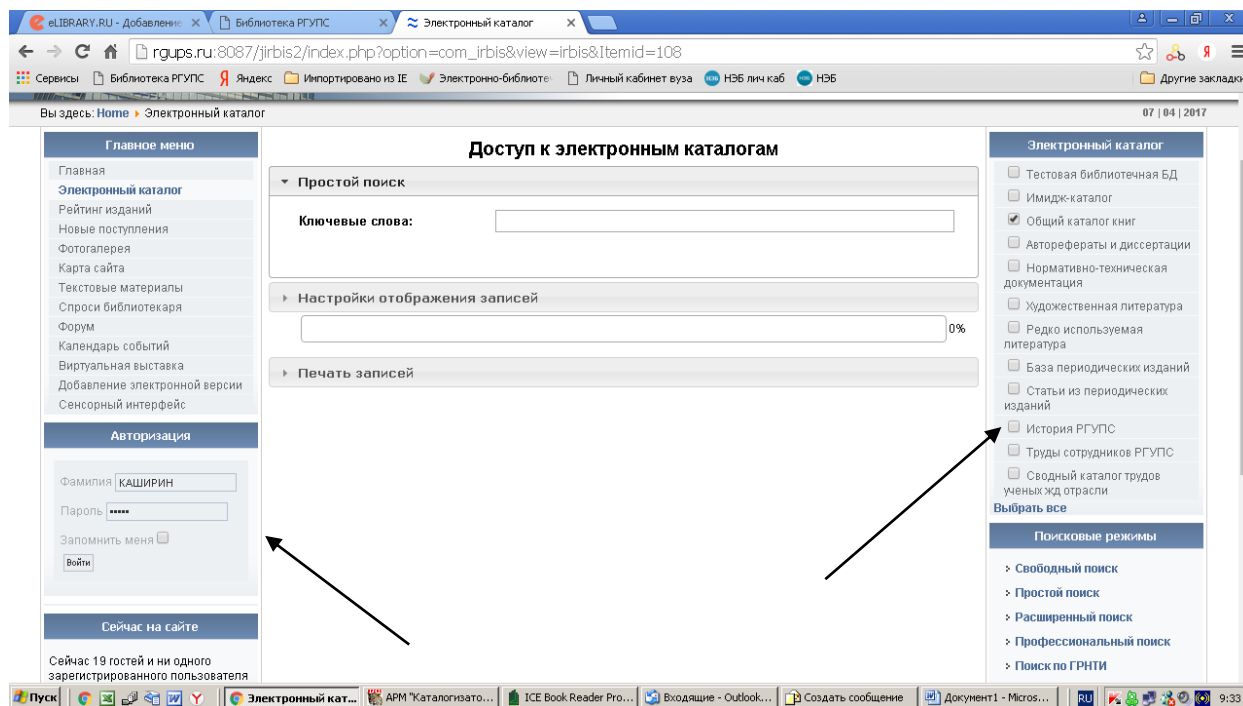 eLIBRARY.RU - Добавление
Библиотека РГУПС
Электронный каталог
rgups.ru:8087/jirbis2/index.php?option=com_irbis&view=irbis&Itemid=108
Сервисы
Библиотека РГУПС
Яндекс
Импортировано из IE
Электронно-библиоте
Личный кабинет вуза
НЭБ лич каб
НЭБ
Другие закладки
Вы здесь: Home Электронный каталог
07 | 04 | 2017
Главное меню
Главная
Электронный каталог
Рейтинг изданий
Новые поступления
Фотогалерея
Карта сайта
Текстовые материалы
Спроси библиотекаря
Форум
Календарь событий
Виртуальная выставка
Добавление электронной версии
Сенсорный интерфейс
Авторизация
Фамилия КАШИРИН
Пароль •••••
Запомнить меня
Войти
Сейчас на сайте
Сейчас 19 гостей и ни одного
зарегистрированного пользователя
Доступ к электронным каталогам
Простой поиск
Ключевые слова:
Настройки отображения записей
0%
Печать записей
Электронный каталог
Тестовая библиотечная БД
Имидж-каталог
Общий каталог книг
Авторефераты и диссертации
Нормативно-техническая
документация
Художественная литература
Редко используемая
литература
База периодических изданий
Статьи из периодических
изданий
История РГУПС
Труды сотрудников РГУПС
Сводный каталог трудов
ученых жд отрасли
Выбрать все
Поисковые режимы
Свободный поиск
Простой поиск
Расширенный поиск
Профессиональный поиск
Поиск по ГРНТИ
Пуск
Электронный кат...
АРМ "Каталогизато...
ICE Book Reader Pro...
Входящие - Outlook...
Создать сообщение
Документ1 - Micros...
RU
9:33